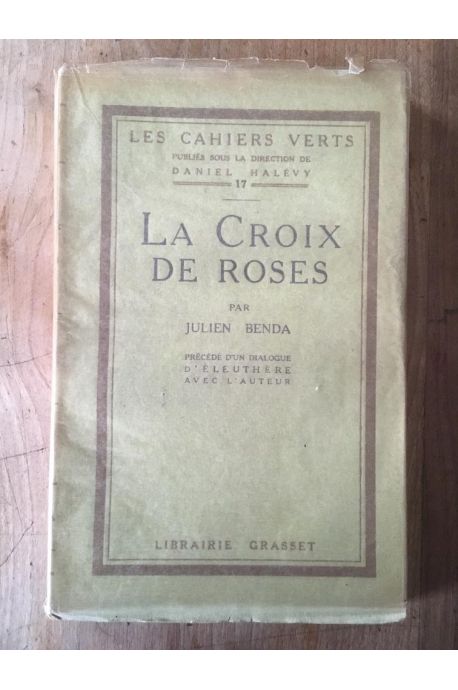 LES CAHIERS VERTS
PUBLIÉS SOUS LA DIRECTION DE
DANIEL HALÉVY
17
LA CROIX
DE ROSES
PAR
JULIEN BENDA
PRÉCÉDÉ D'UN DIALOGUE
D'ÉLEUTHÈRE
AVEC L'AUTEUR
LIBRAIRIE GRASSET